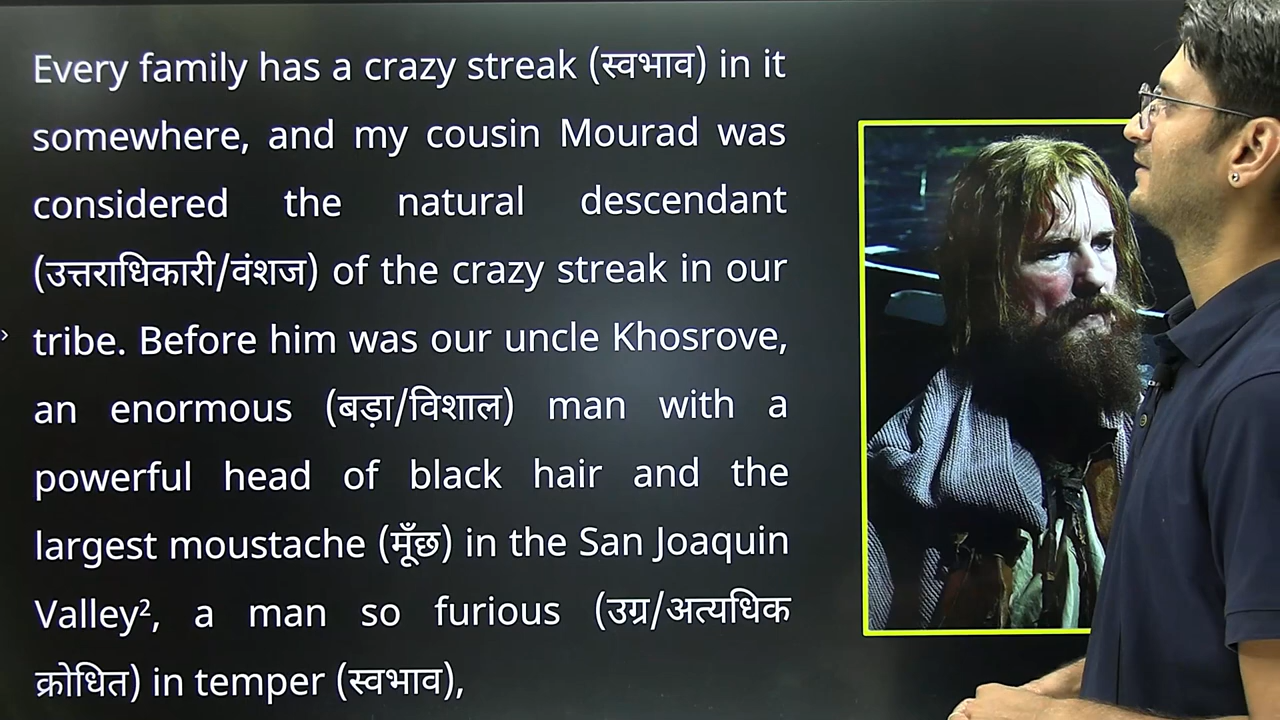 Every family has a crazy streak (स्वभाव) in it
somewhere, and my cousin Mourad was
considered the natural descendant
(उत्तराधिकारी/वंशज) of the crazy streak in our
tribe. Before him was our uncle Khosrove,
an enormous (बड़ा/विशाल) man with a
powerful head of black hair and the
largest moustache (मूँछ) in the San Joaquin
Valley², a man so furious (उग्र/अत्यधिक
क्रोधित) in temper (स्वभाव),